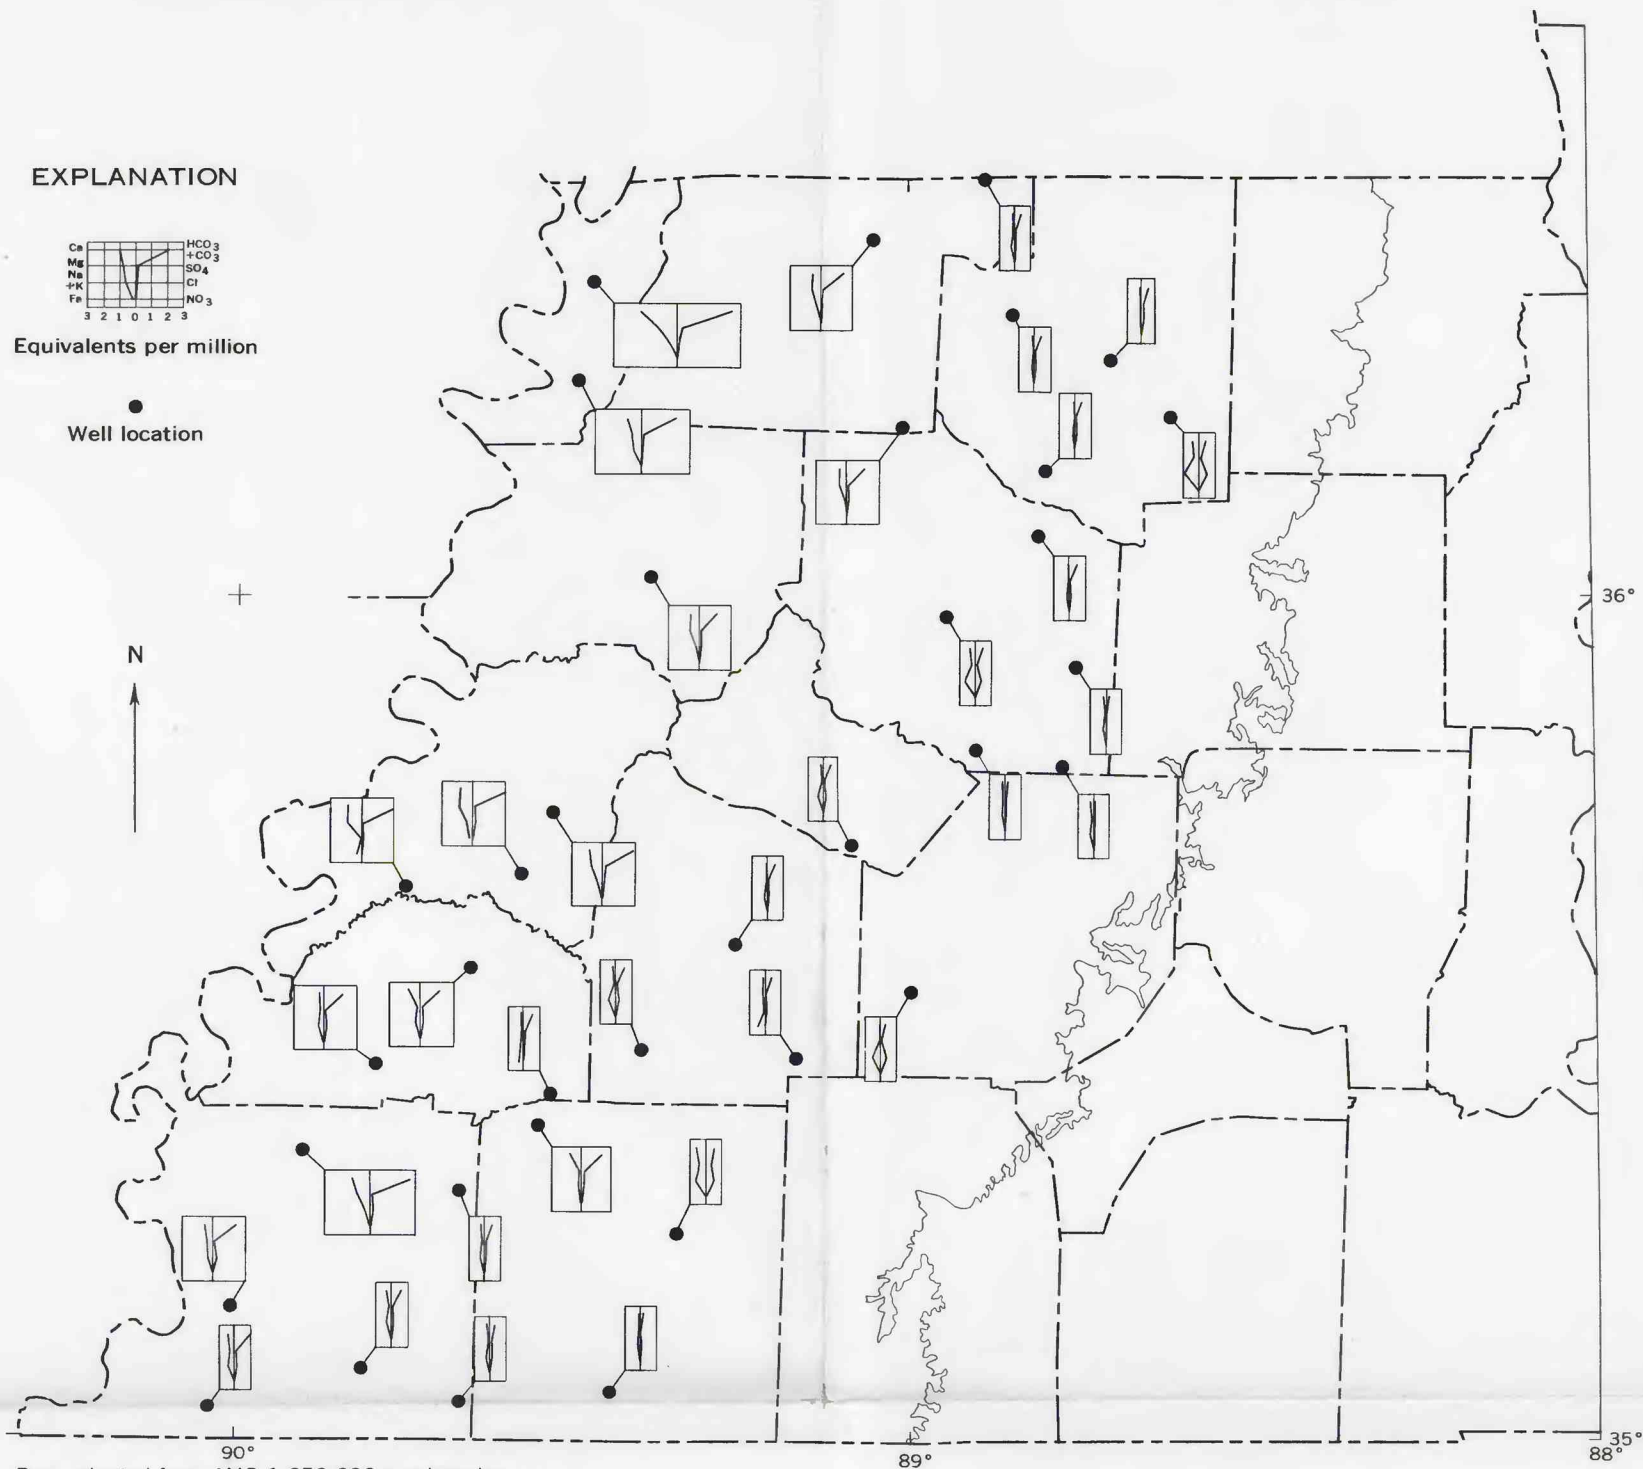 EXPLANATION
Ca
Mg
Na
+K
Fe
HCO3
+CO3
SO4
Cl
NO3
3 2 1 0 1 2 3
Equivalents per million
Well location
N
36°
90°
89°
35°
88°